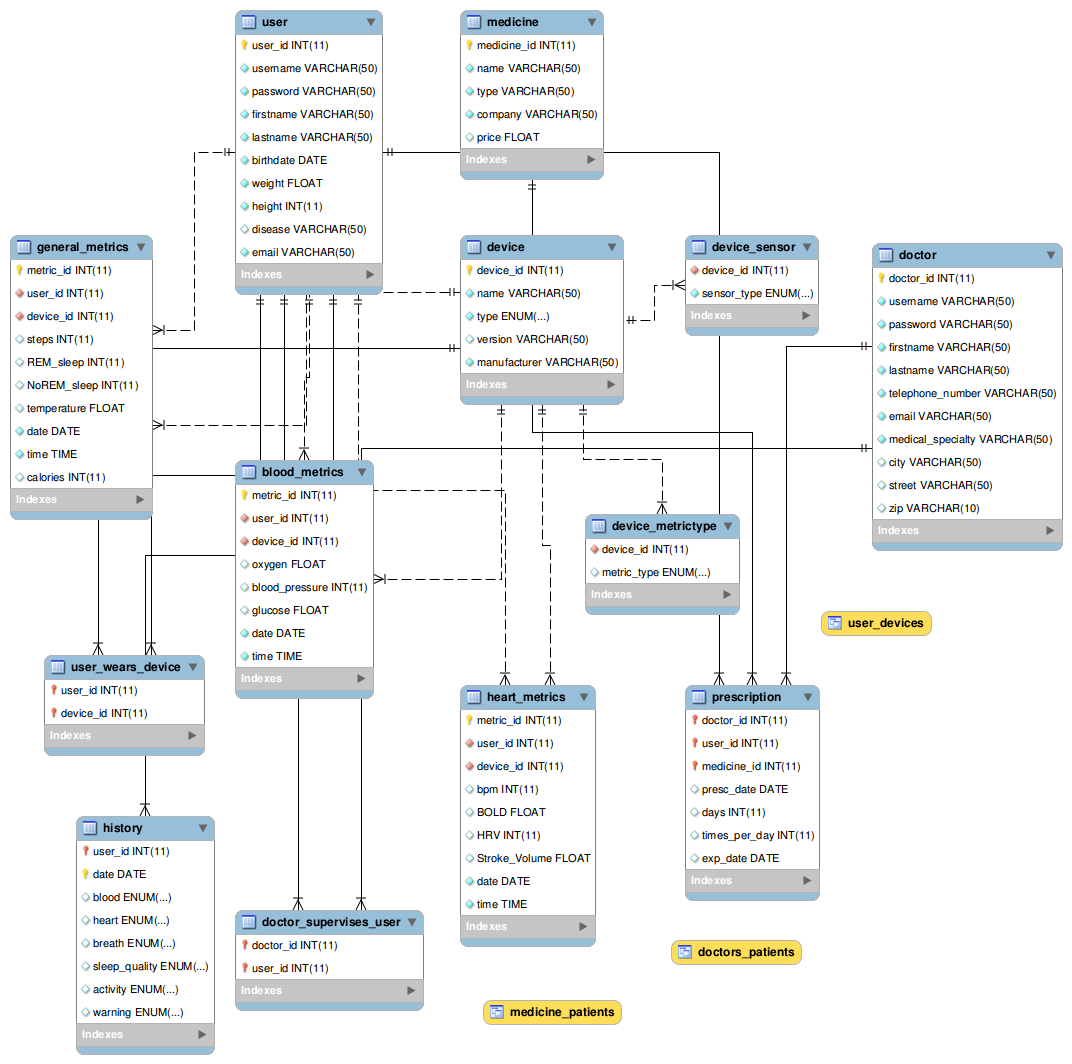 user
user_id INT(11)
username VARCHAR(50)
password VARCHAR(50)
firstname VARCHAR(50)
lastname VARCHAR(50)
birthdate DATE
weight FLOAT
height INT(11)
disease VARCHAR(50)
email VARCHAR(50)
Indexes
medicine
medicine_id INT(11)
name VARCHAR(50)
type VARCHAR(50)
company VARCHAR(50)
price FLOAT
Indexes
general_metrics
metric_id INT(11)
user_id INT(11)
device_id INT(11)
steps INT(11)
REM_sleep INT(11)
NoREM_sleep INT(11)
temperature FLOAT
date DATE
time TIME
calories INT(11)
Indexes
device
device_id INT(11)
name VARCHAR(50)
type ENUM(...)
version VARCHAR(50)
manufacturer VARCHAR(50)
Indexes
device_sensor
device_id INT(11)
sensor_type ENUM(...)
Indexes
doctor
doctor_id INT(11)
username VARCHAR(50)
password VARCHAR(50)
firstname VARCHAR(50)
lastname VARCHAR(50)
telephone_number VARCHAR(50)
email VARCHAR(50)
medical_specialty VARCHAR(50)
city VARCHAR(50)
street VARCHAR(50)
zip VARCHAR(10)
Indexes
blood_metrics
metric_id INT(11)
user_id INT(11)
device_id INT(11)
oxygen FLOAT
blood_pressure INT(11)
glucose FLOAT
date DATE
time TIME
Indexes
device_metrictype
device_id INT(11)
metric_type ENUM(...)
Indexes
user_devices
user_wears_device
user_id INT(11)
device_id INT(11)
Indexes
heart_metrics
metric_id INT(11)
user_id INT(11)
device_id INT(11)
bpm INT(11)
BOLD FLOAT
HRV INT(11)
Stroke_Volume FLOAT
date DATE
time TIME
Indexes
prescription
doctor_id INT(11)
user_id INT(11)
medicine_id INT(11)
presc_date DATE
days INT(11)
times_per_day INT(11)
exp_date DATE
Indexes
history
user_id INT(11)
date DATE
blood ENUM(...)
heart ENUM(...)
breath ENUM(...)
sleep_quality ENUM(...)
activity ENUM(...)
warning ENUM(...)
Indexes
doctor_supervises_user
doctor_id INT(11)
user_id INT(11)
Indexes
doctors_patients
medicine_patients